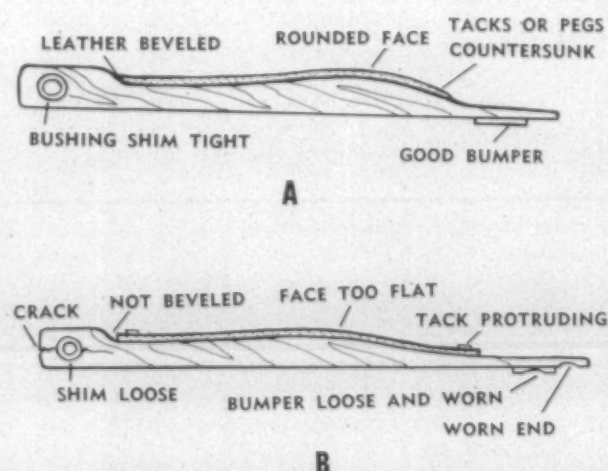 LEATHER BEVELED
ROUNDED FACE
TACKS OR PEGS
COUNTERSUNK
BUSHING SHIM TIGHT
GOOD BUMPER
A
CRACK
NOT BEVELED
FACE TOO FLAT
TACK PROTRUDING
SHIM LOOSE
BUMPER LOOSE AND WORN
WORN END
B